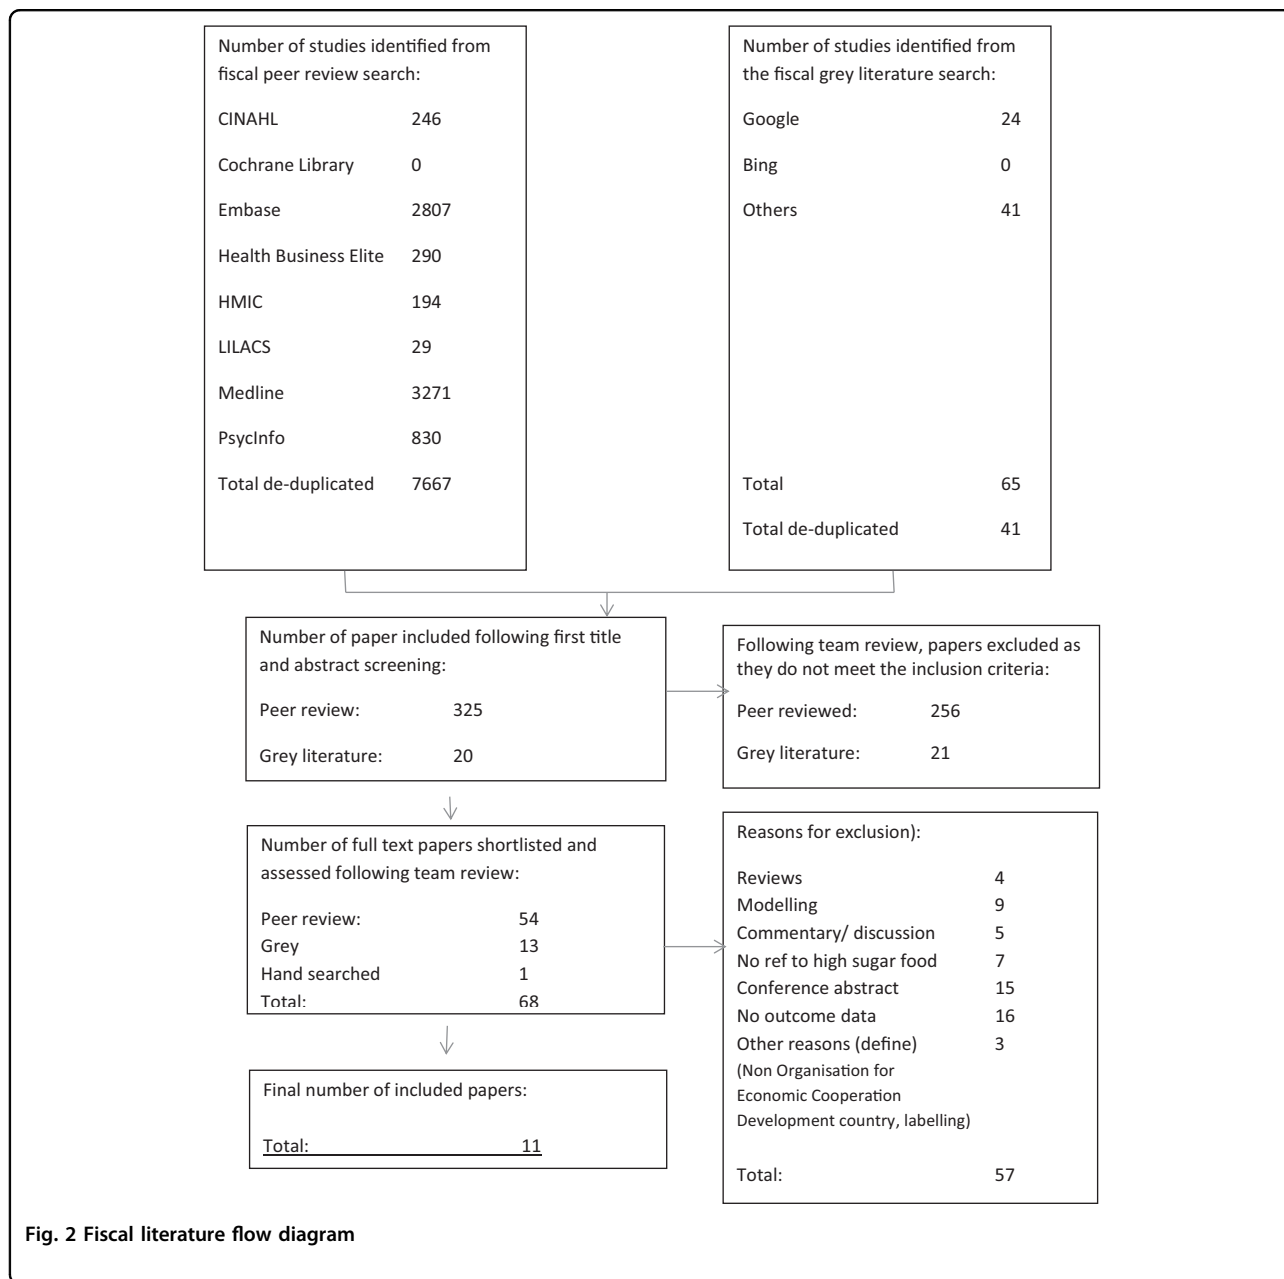 Number of studies identified from
fiscal peer review search:
CINAHL 246
Cochrane Library 0
Embase 2807
Health Business Elite 290
HMIC 194
LILACS 29
Medline 3271
PsycInfo 830
Total de-duplicated 7667
Number of studies identified from
the fiscal grey literature search:
Google 24
Bing 0
Others 41
Total 65
Total de-duplicated 41
Number of paper included following first title
and abstract screening:
Peer review: 325
Grey literature: 20
Following team review, papers excluded as
they do not meet the inclusion criteria:
Peer reviewed: 256
Grey literature: 21
Number of full text papers shortlisted and
assessed following team review:
Peer review: 54
Grey 13
Hand searched 1
Total: 68
Reasons for exclusion):
Reviews 4
Modelling 9
Commentary/ discussion 5
No ref to high sugar food 7
Conference abstract 15
No outcome data 16
Other reasons (define) 3
(Non Organisation for
Economic Cooperation
Development country, labelling)
Total: 57
Final number of included papers:
Total: 11
Fig. 2 Fiscal literature flow diagram